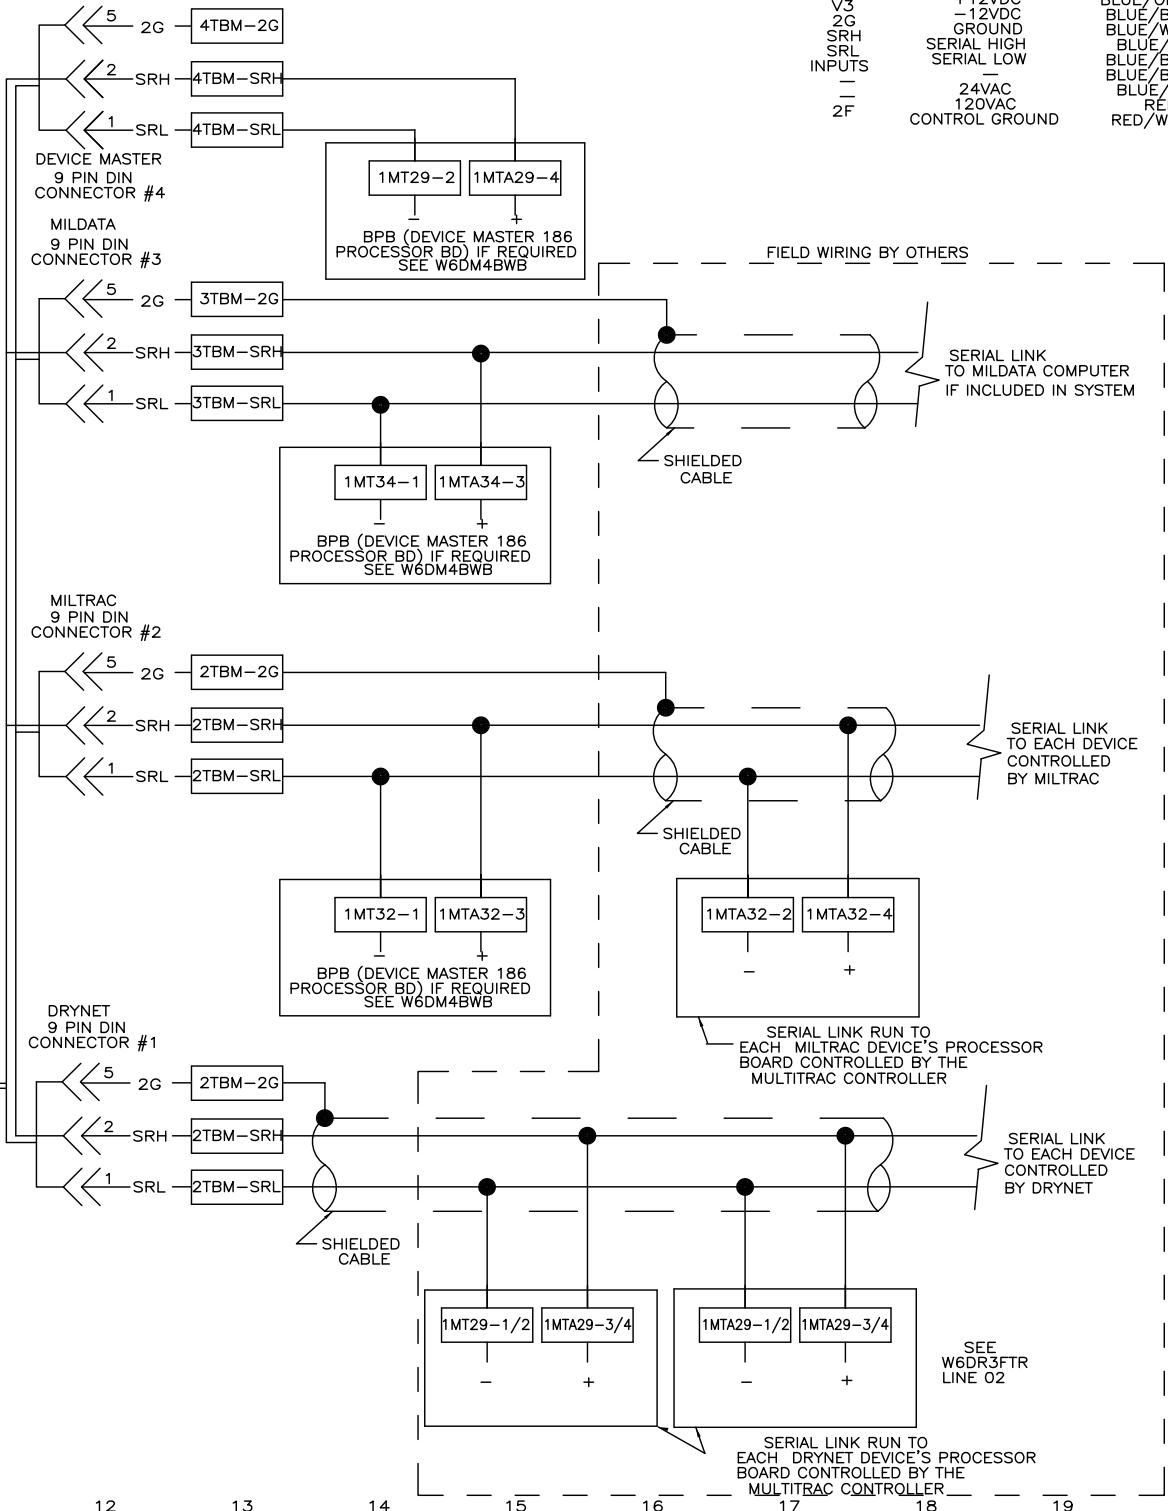 V3
2G
SRH
SRL
INPUTS
—
—
2F
+12VDC
−12VDC
GROUND
SERIAL HIGH
SERIAL LOW
—
24VAC
120VAC
CONTROL GROUND
5
2G
4TBM−2G
2
SRH
4TBM−SRH
1
SRL
4TBM−SRL
DEVICE MASTER
9 PIN DIN
CONNECTOR #4
1MT29−2
1MTA29−4
−
+
BPB (DEVICE MASTER 186
PROCESSOR BD) IF REQUIRED
SEE W6DM4BWB
MILDATA
9 PIN DIN
CONNECTOR #3
FIELD WIRING BY OTHERS
5
2G
3TBM−2G
2
SRH
3TBM−SRH
1
SRL
3TBM−SRL
SERIAL LINK
TO MILDATA COMPUTER
IF INCLUDED IN SYSTEM
SHIELDED
CABLE
1MT34−1
1MTA34−3
−
+
BPB (DEVICE MASTER 186
PROCESSOR BD) IF REQUIRED
SEE W6DM4BWB
MILTRAC
9 PIN DIN
CONNECTOR #2
5
2G
2TBM−2G
2
SRH
2TBM−SRH
1
SRL
2TBM−SRL
SERIAL LINK
TO EACH DEVICE
CONTROLLED
BY MILTRAC
SHIELDED
CABLE
1MT32−1
1MTA32−3
−
+
BPB (DEVICE MASTER 186
PROCESSOR BD) IF REQUIRED
SEE W6DM4BWB
1MTA32−2
1MTA32−4
−
+
SERIAL LINK RUN TO
EACH MILTRAC DEVICE'S PROCESSOR
BOARD CONTROLLED BY THE
MULTITRAC CONTROLLER
DRYNET
9 PIN DIN
CONNECTOR #1
5
2G
2TBM−2G
2
SRH
2TBM−SRH
1
SRL
2TBM−SRL
SERIAL LINK
TO EACH DEVICE
CONTROLLED
BY DRYNET
SHIELDED
CABLE
1MT29−1/2
1MTA29−3/4
−
+
1MTA29−1/2
1MTA29−3/4
−
+
SEE
W6DR3FTR
LINE 02
SERIAL LINK RUN TO
EACH DRYNET DEVICE'S PROCESSOR
BOARD CONTROLLED BY THE
MULTITRAC CONTROLLER
12 13 14 15 16 17 18 19